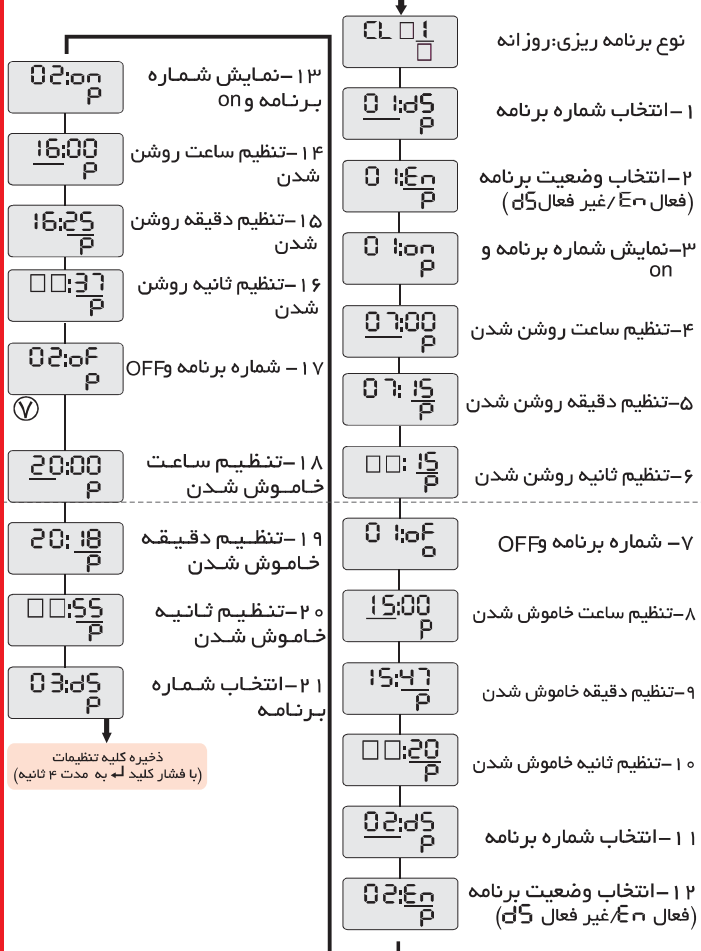 CL □1
□
نوع برنامه ریزی:روزانه
01:dS
P
۱-انتخاب شماره برنامه
01:En
P
۲-انتخاب وضعیت برنامه
(فعال En/غیر فعال dS)
01:on
P
۳-نمایش شماره برنامه و
on
07:00
P
۴-تنظیم ساعت روشن شدن
07:15
P
۵-تنظیم دقیقه روشن شدن
□□:15
P
۶-تنظیم ثانیه روشن شدن
01:oF
o
۷- شماره برنامه وOFF
15:00
P
۸-تنظیم ساعت خاموش شدن
15:47
P
۹-تنظیم دقیقه خاموش شدن
□□:20
P
۱۰-تنظیم ثانیه خاموش شدن
02:dS
P
۱۱-انتخاب شماره برنامه
02:En
P
۱۲-انتخاب وضعیت برنامه
(فعال En/غیر فعال dS)
02:on
P
۱۳-نمایش شماره
برنامه و on
16:00
P
۱۴-تنظیم ساعت روشن
شدن
16:25
P
۱۵-تنظیم دقیقه روشن
شدن
□□:37
P
۱۶-تنظیم ثانیه روشن
شدن
02:oF
P
۱۷- شماره برنامه وOFF
۷
20:00
P
۱۸-تنظیم ساعت
خاموش شدن
20:18
P
۱۹-تنظیم دقیقه
خاموش شدن
□□:55
P
۲۰-تنظیم ثانیه
خاموش شدن
03:dS
P
۲۱-انتخاب شماره
برنامه
ذخیره کلیه تنظیمات
(با فشار کلید ↲ به مدت ۴ ثانیه)